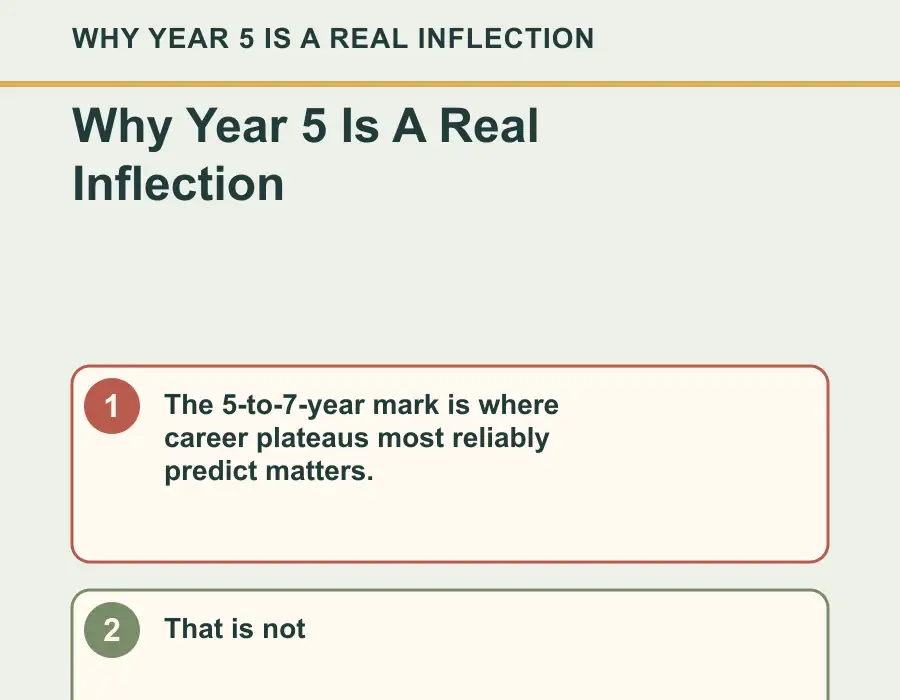 WHY YEAR 5 IS A REAL INFLECTION
Why Year 5 Is A Real
Inflection
1
The 5-to-7-year mark is where
career plateaus most reliably
predict matters.
2
That is not